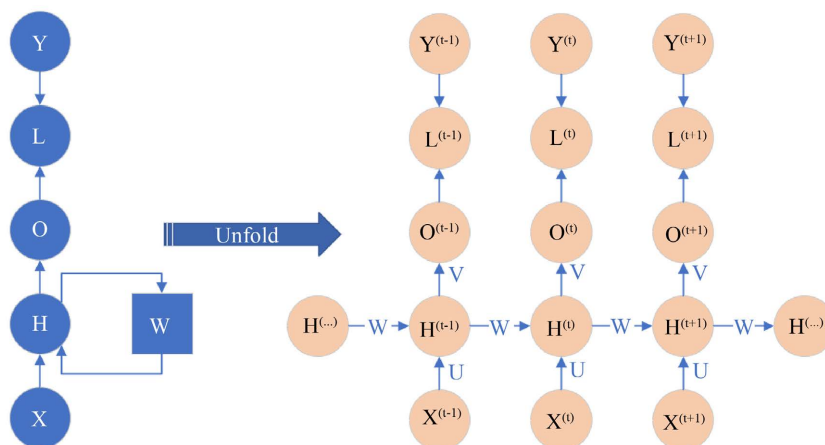 Y
L
O
H
W
X
Unfold
Y(t-1) Y(t) Y(t+1)
L(t-1) L(t) L(t+1)
O(t-1) O(t) O(t+1)
V V V
H(...) W H(t-1) W H(t) W H(t+1) W H(...)
U U U
X(t-1) X(t) X(t+1)